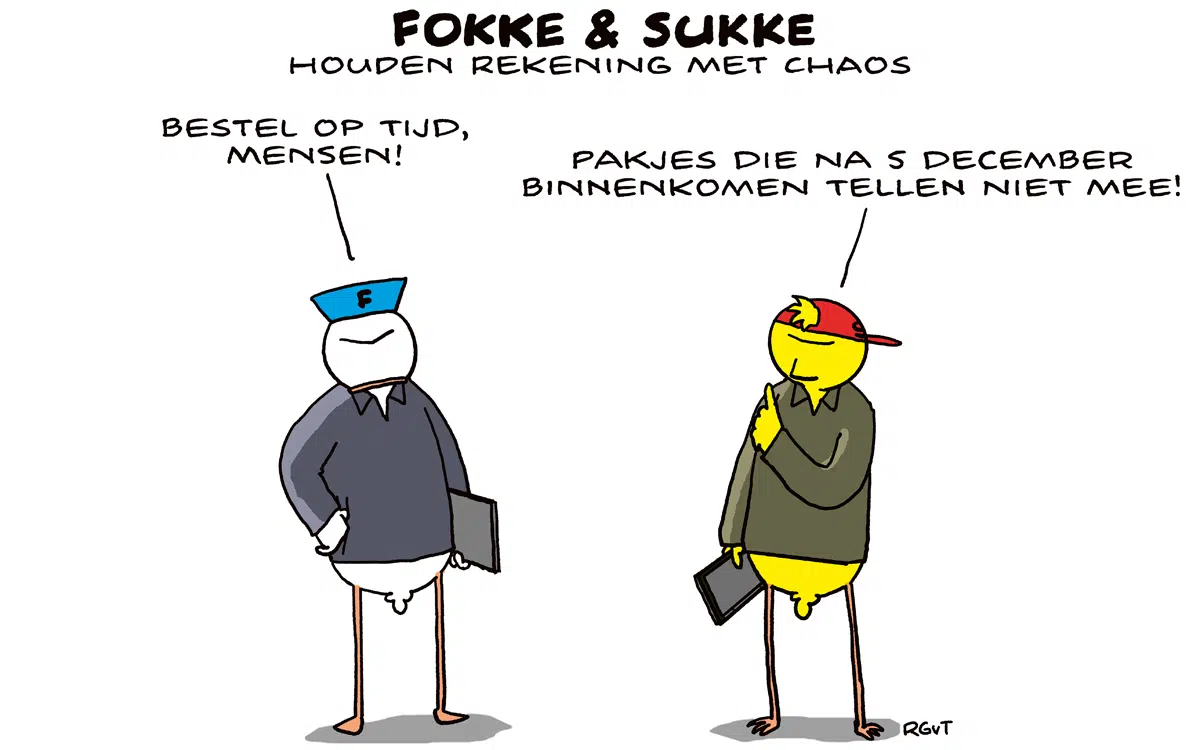 FOKKE & SUKKE
HOUDEN REKENING MET CHAOS
BESTEL OP TIJD,
MENSEN!
PAKJES DIE NA 5 DECEMBER
BINNENKOMEN TELLEN NIET MEE!
F
S
RGvT